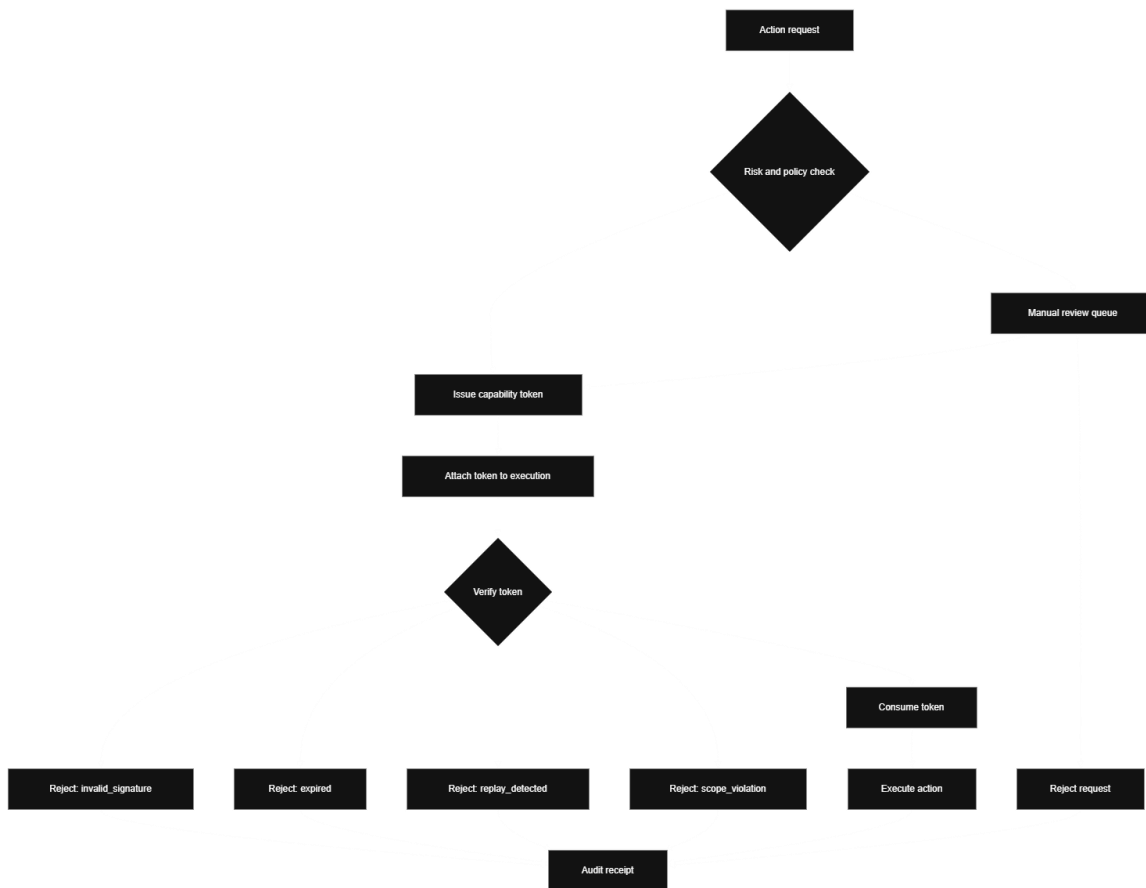 Action request
Risk and policy check
Manual review queue
Issue capability token
Attach token to execution
Verify token
Consume token
Reject: invalid_signature
Reject: expired
Reject: replay_detected
Reject: scope_violation
Execute action
Reject request
Audit receipt